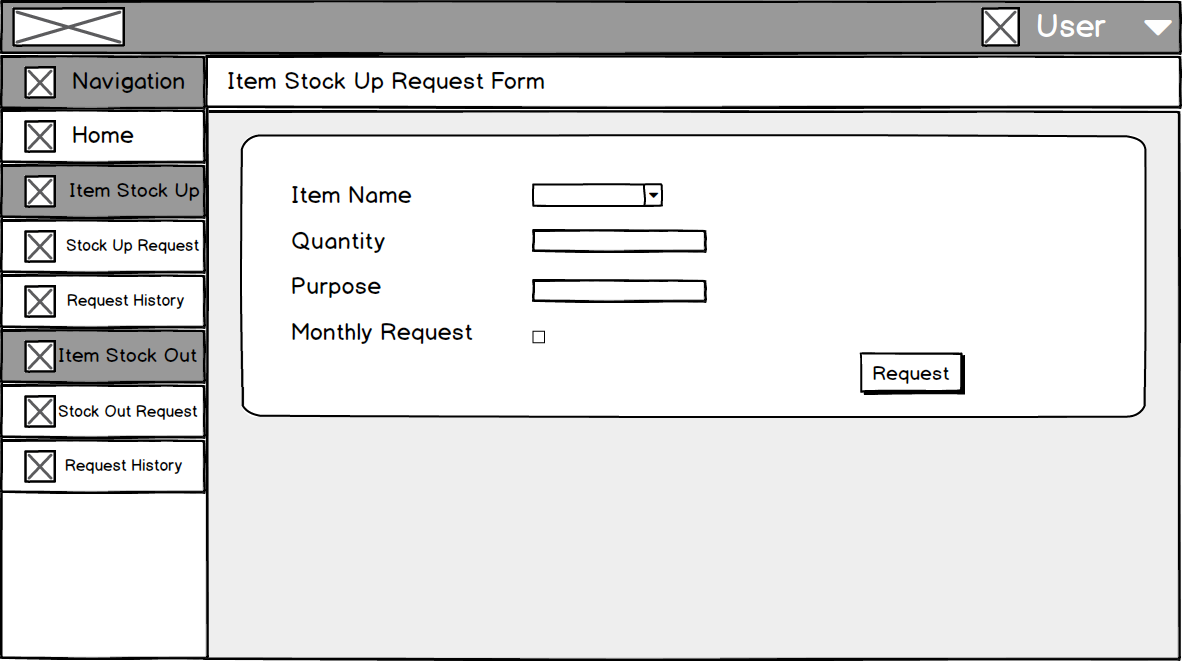 User
Navigation
Item Stock Up Request Form
Home
Item Stock Up
Stock Up Request
Request History
Item Stock Out
Stock Out Request
Request History
Item Name
Quantity
Purpose
Monthly Request
Request